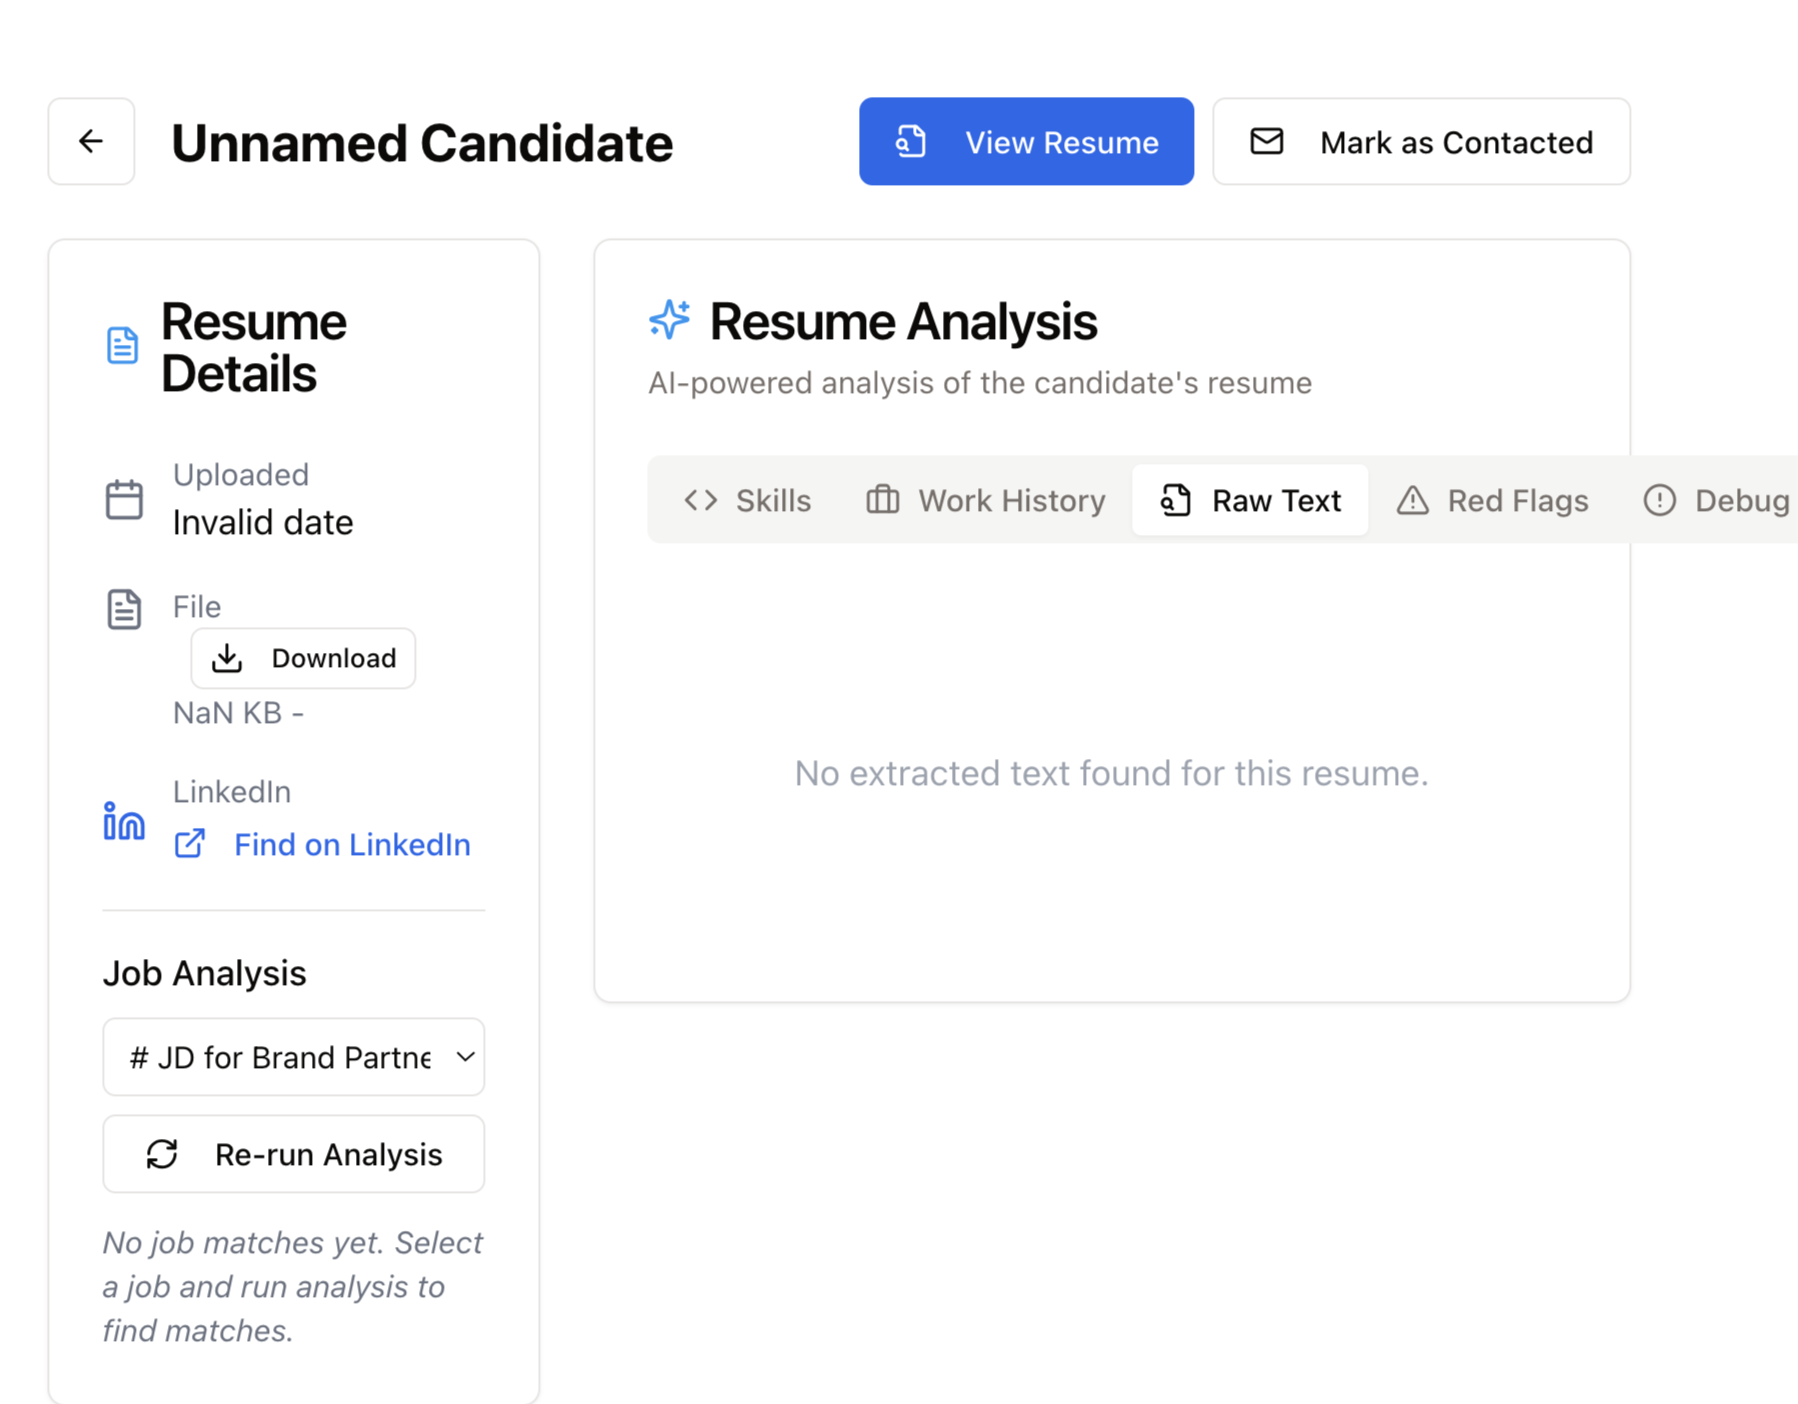 Unnamed Candidate
View Resume
Mark as Contacted
Resume
Details
Uploaded
Invalid date
File
Download
NaN KB -
LinkedIn
Find on LinkedIn
Job Analysis
# JD for Brand Partne
Re-run Analysis
No job matches yet. Select
a job and run analysis to
find matches.
Resume Analysis
AI-powered analysis of the candidate's resume
Skills
Work History
Raw Text
Red Flags
Debug
No extracted text found for this resume.